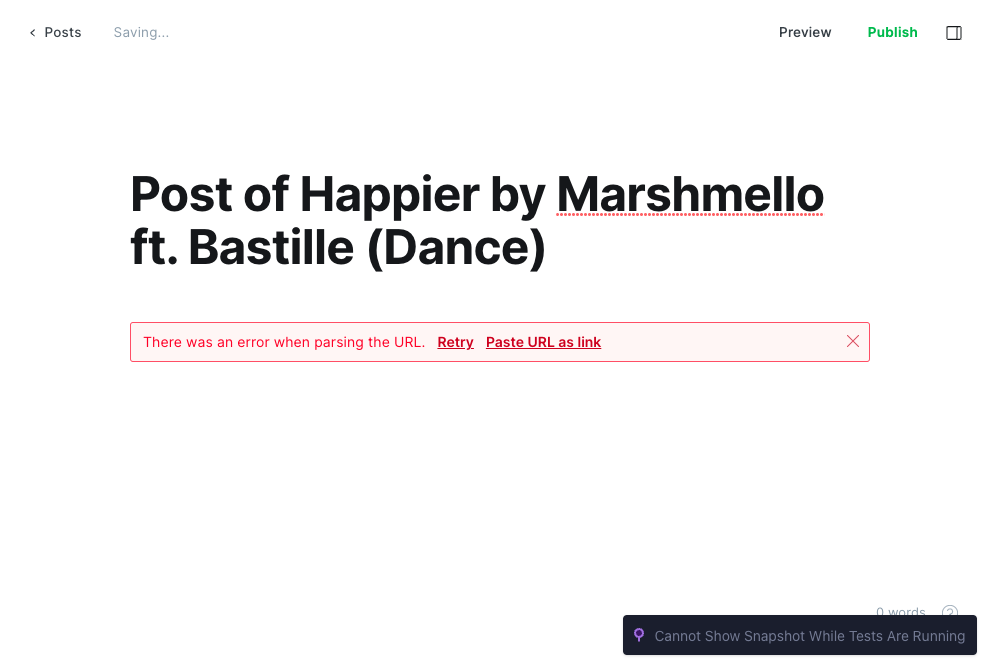 Posts Saving... Preview Publish
Post of Happier by Marshmello
ft. Bastille (Dance)
There was an error when parsing the URL. Retry Paste URL as link
0 words ?
Cannot Show Snapshot While Tests Are Running